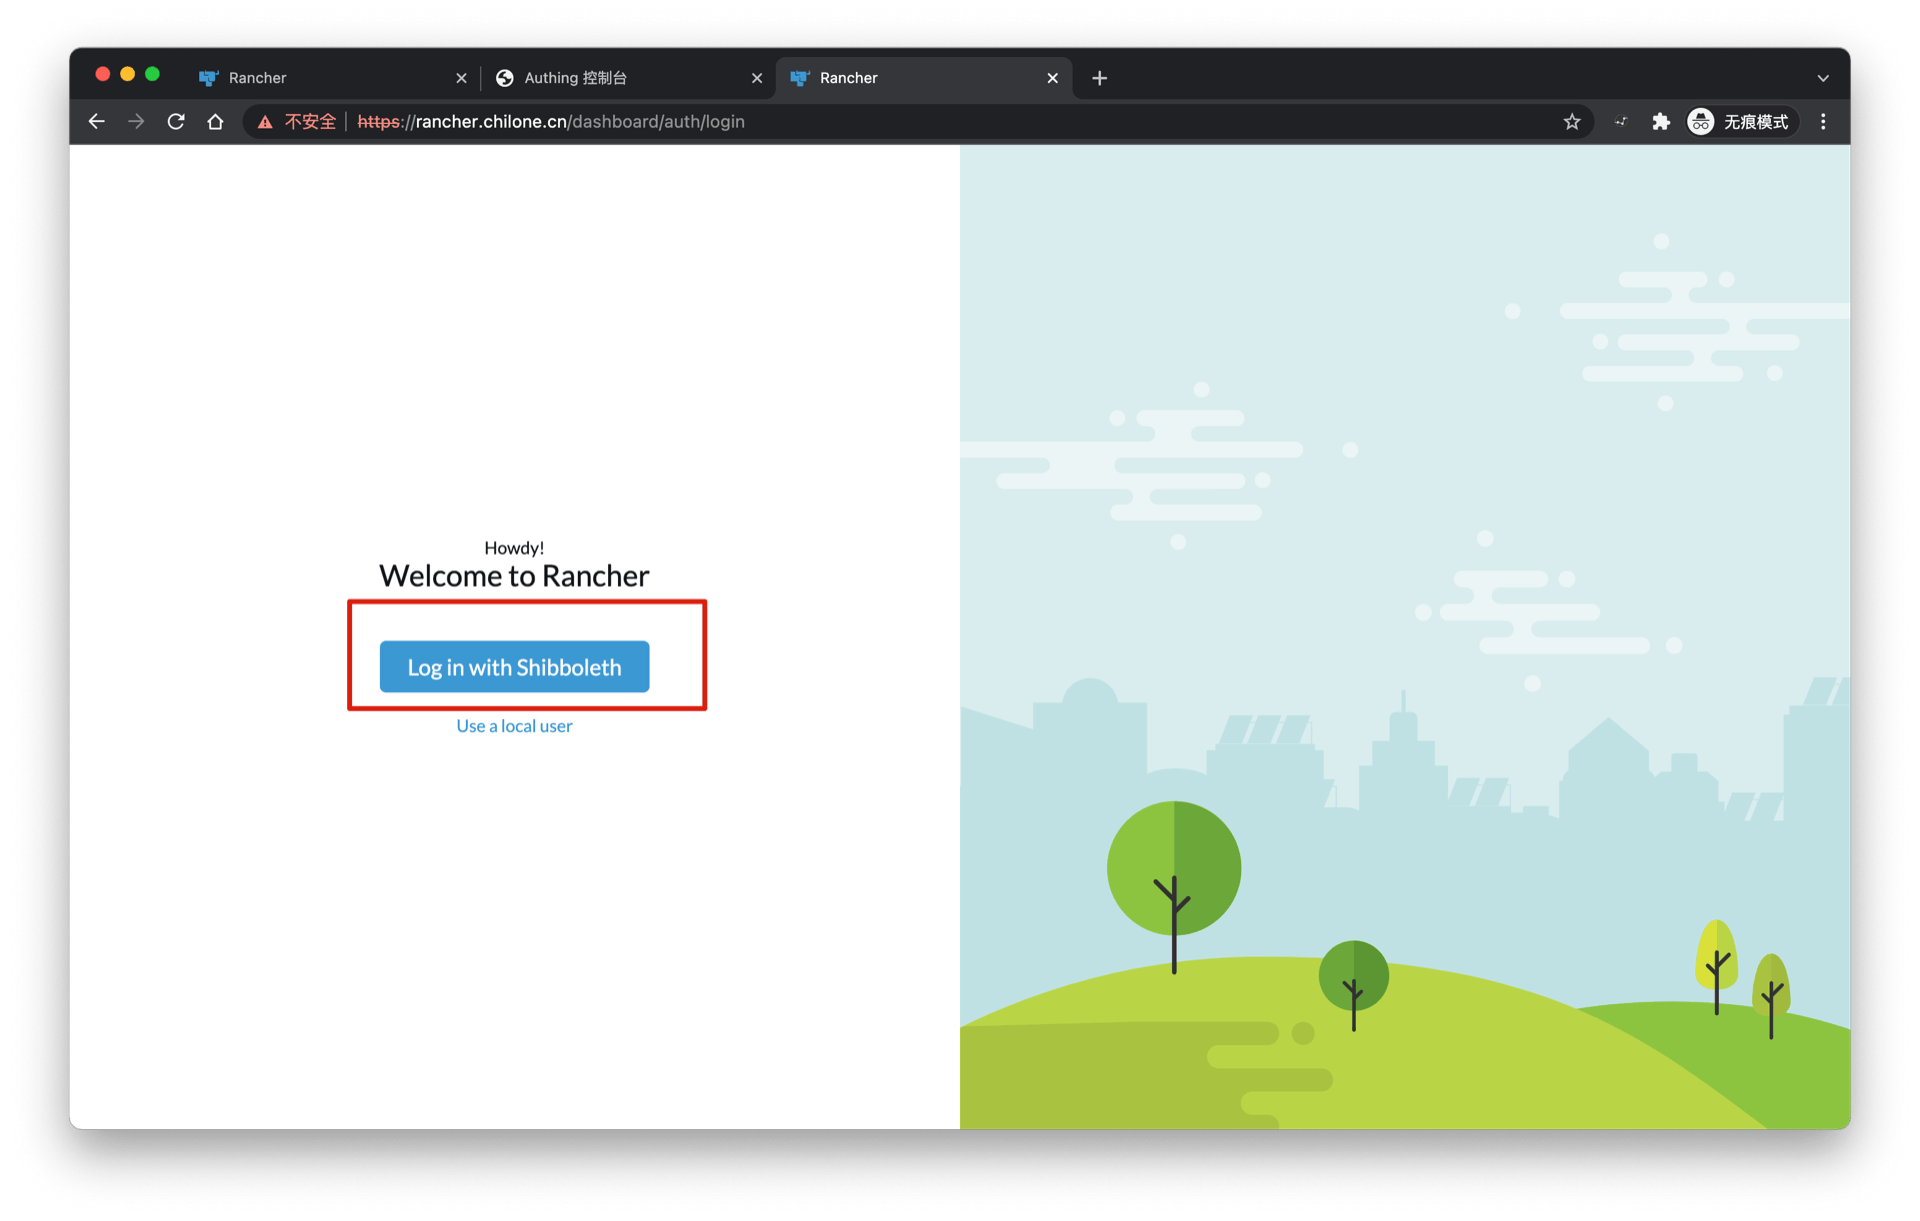 Rancher
Authing 控制台
Rancher
不安全
https://rancher.chilone.cn/dashboard/auth/login
无痕模式
Howdy!
Welcome to Rancher
Log in with Shibboleth
Use a local user